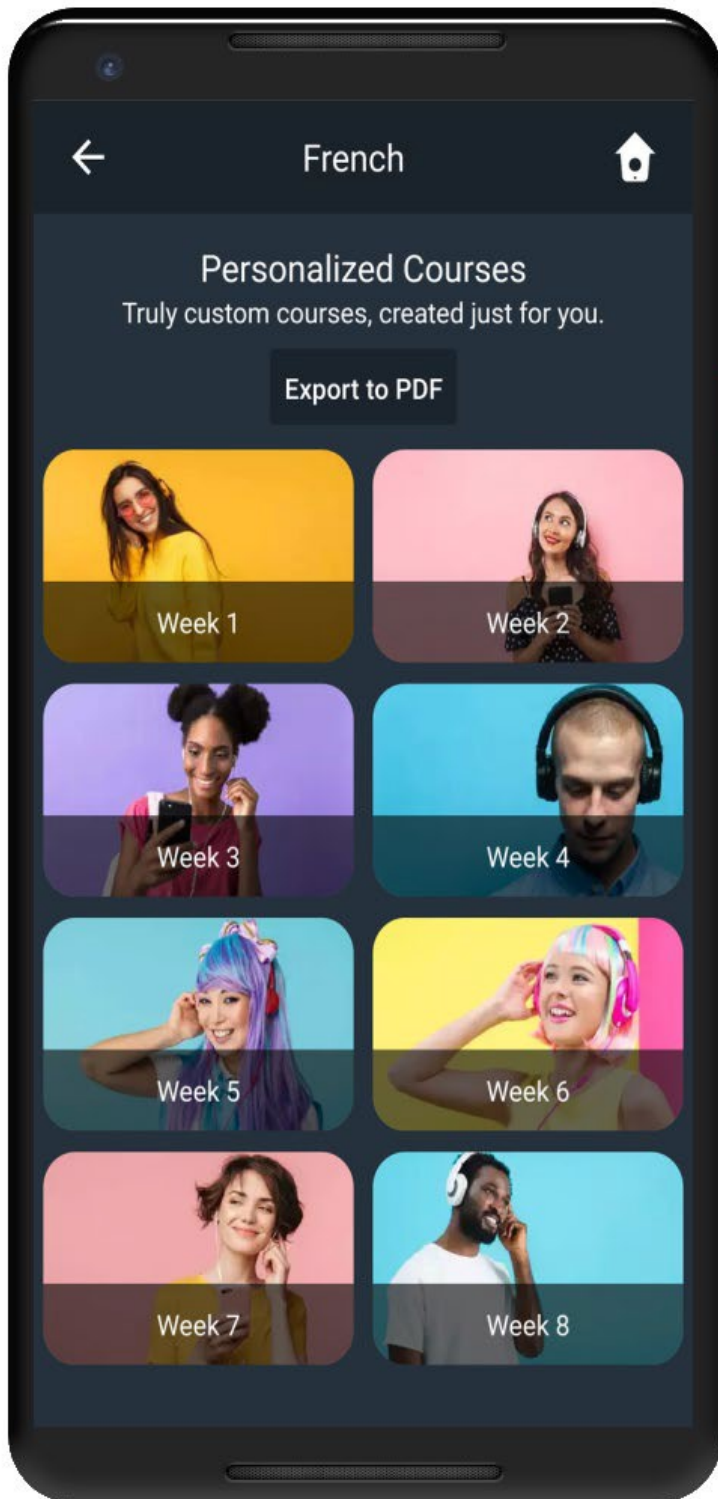 French
Personalized Courses
Truly custom courses, created just for you.
Export to PDF
Week 1
Week 2
Week 3
Week 4
Week 5
Week 6
Week 7
Week 8